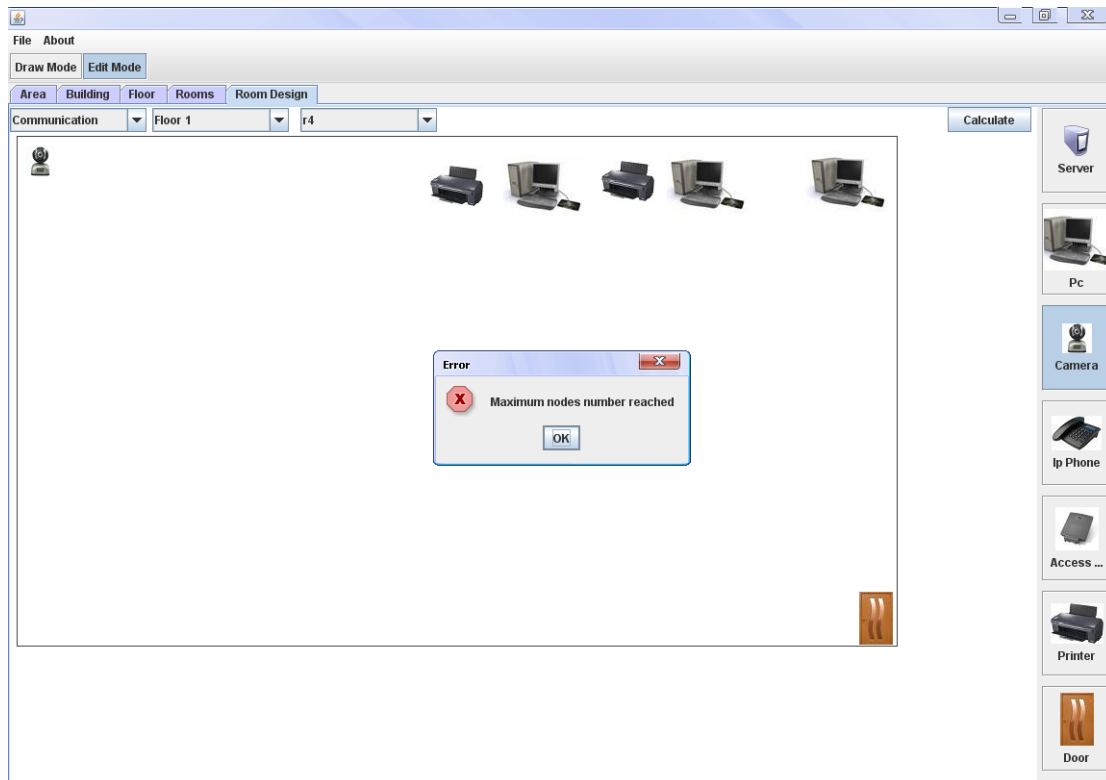 File About
Draw Mode Edit Mode
Area Building Floor Rooms Room Design
Communication Floor 1 r4 Calculate
Server
Pc
Error
Maximum nodes number reached
OK
Camera
Ip Phone
Access ...
Printer
Door